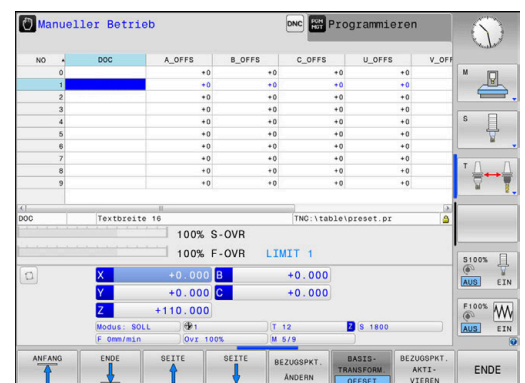 Manueller Betrieb DNC PGM MGT Programmieren
NO DOC A_OFFS B_OFFS C_OFFS U_OFFS V_OFF
0 +0 +0 +0 +0
1 +0 +0 +0 +0
2 +0 +0 +0 +0
3 +0 +0 +0 +0
4 +0 +0 +0 +0
5 +0 +0 +0 +0
6 +0 +0 +0 +0
7 +0 +0 +0 +0
8 +0 +0 +0 +0
9 +0 +0 +0 +0
DOC Textbreite 16 TNC:\table\preset.pr
100% S-OVR
100% F-OVR LIMIT 1
X +0.000 B +0.000
Y +0.000 C +0.000
Z +110.000
Modus: SOLL 1 T 12 Z S 1800
F 0mm/min Ovr 100% M 5/9
M
S
T
S100%
AUS EIN
F100%
AUS EIN
ANFANG
ENDE
SEITE
SEITE
BEZUGSPKT.
ÄNDERN
BASIS-
TRANSFORM.
OFFSET
BEZUGSPKT.
AKTI-
VIEREN
ENDE